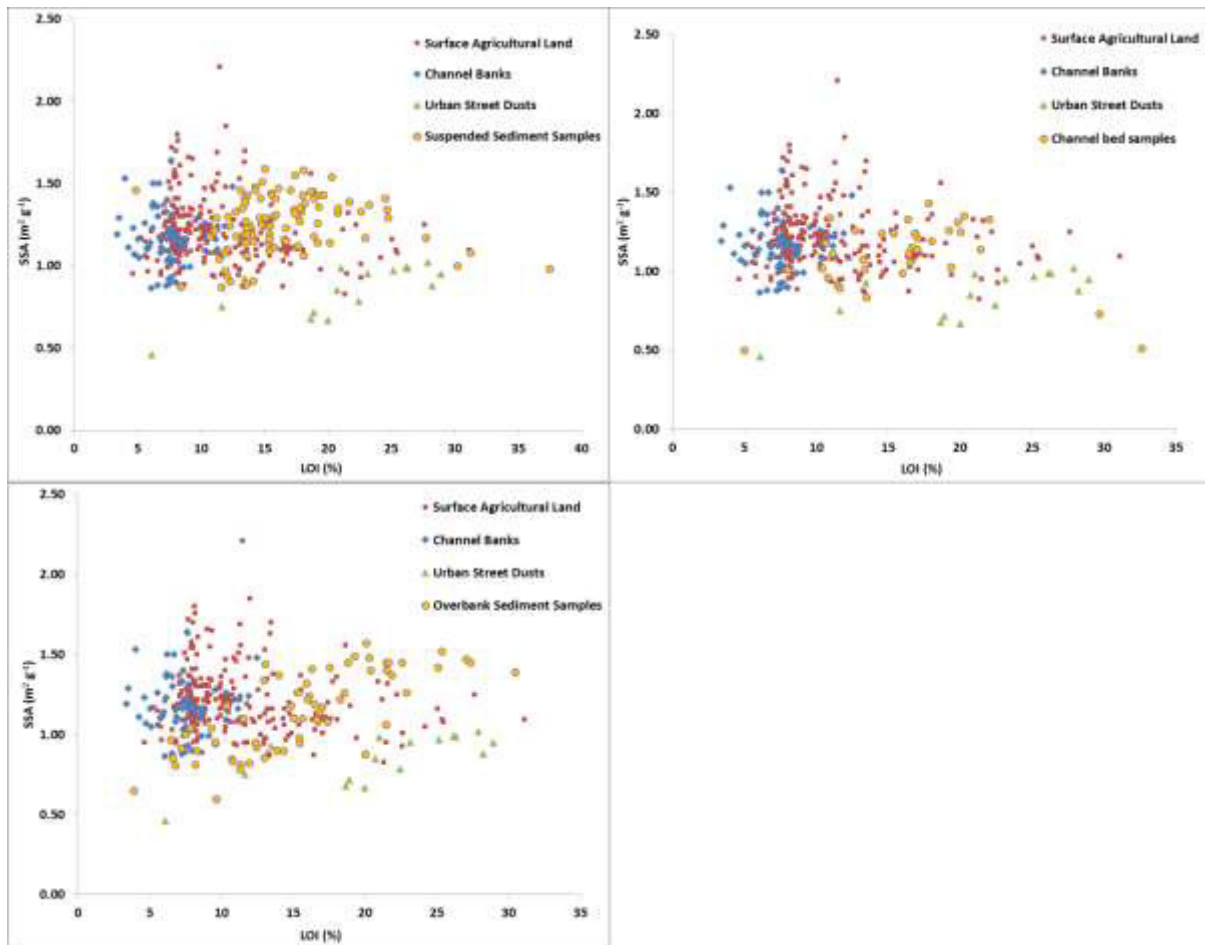 2.50
2.00
1.50
1.00
0.50
0.00
SSA (m² g⁻¹)
0 5 10 15 20 25 30 35 40
LOI (%)
Surface Agricultural Land
Channel Banks
Urban Street Dusts
Suspended Sediment Samples
2.50
2.00
1.50
1.00
0.50
0.00
SSA (m² g⁻¹)
0 5 10 15 20 25 30 35
LOI (%)
Surface Agricultural Land
Channel Banks
Urban Street Dusts
Channel bed samples
2.50
2.00
1.50
1.00
0.50
0.00
SSA (m² g⁻¹)
0 5 10 15 20 25 30 35
LOI (%)
Surface Agricultural Land
Channel Banks
Urban Street Dusts
Overbank Sediment Samples